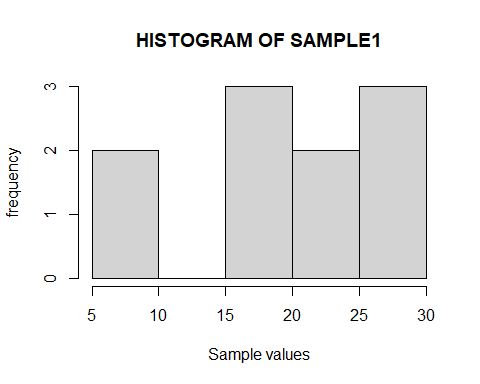 HISTOGRAM OF SAMPLE1
3
2
1
0
frequency
5 10 15 20 25 30
Sample values